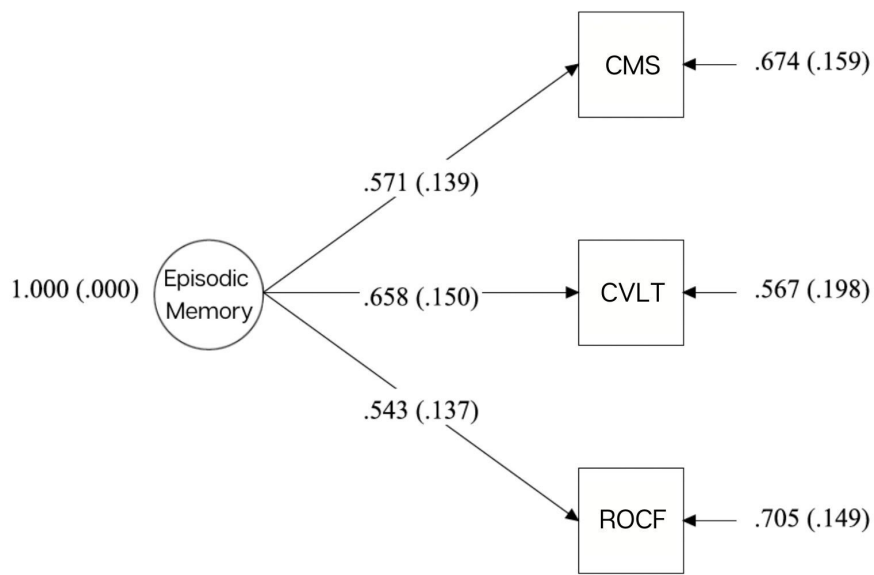 CMS
.674 (.159)
.571 (.139)
1.000 (.000)
Episodic
Memory
.658 (.150)
CVLT
.567 (.198)
.543 (.137)
ROCF
.705 (.149)